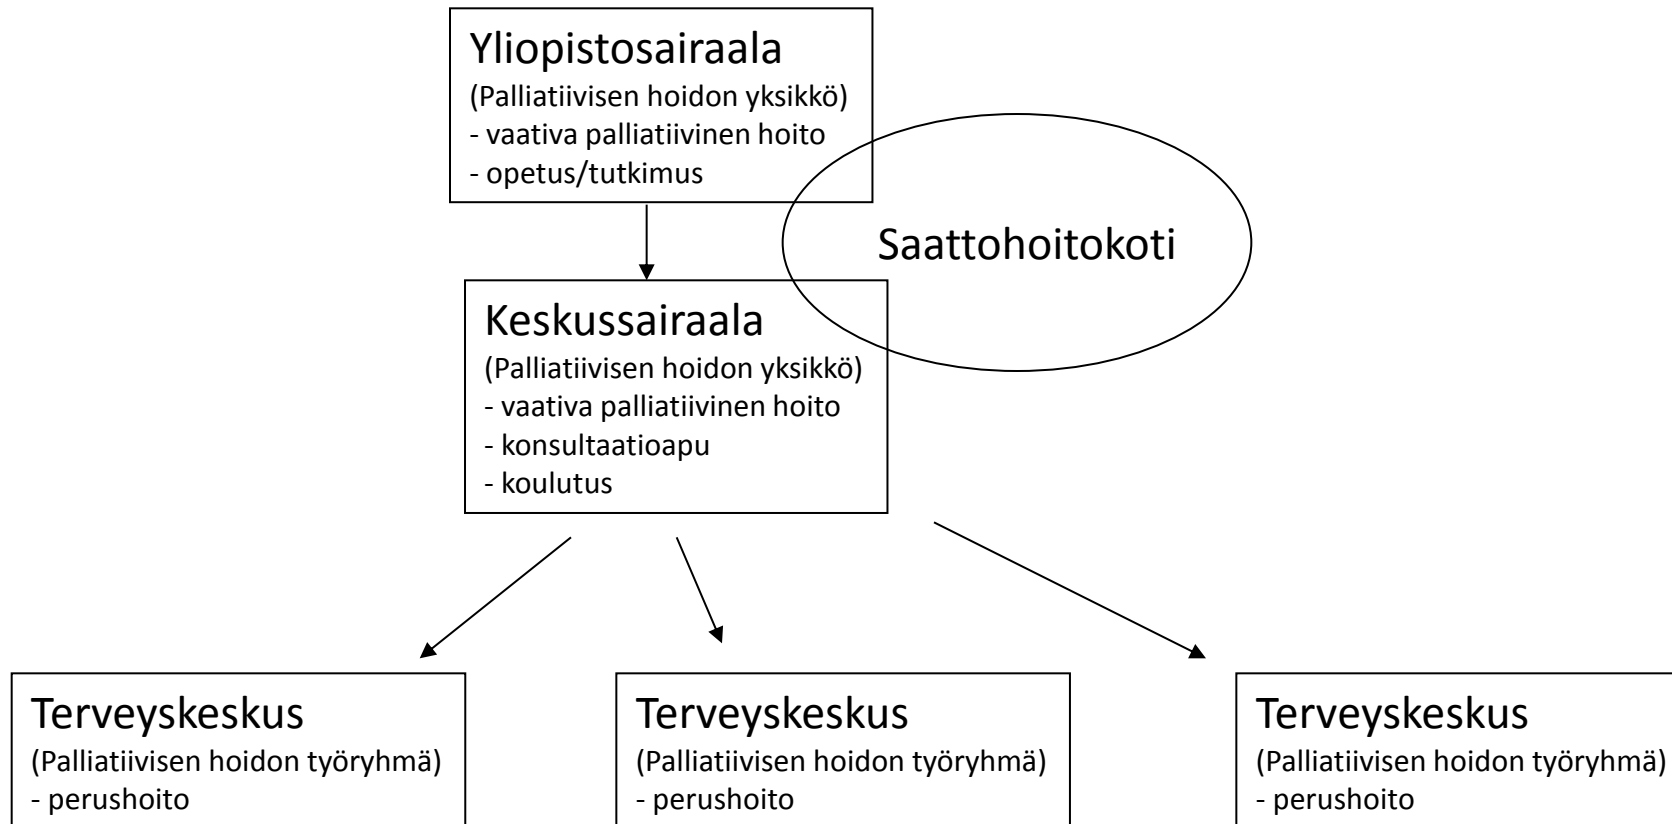 Yliopistosairaala
(Palliatiivisen hoidon yksikkö)
- vaativa palliatiivinen hoito
- opetus/tutkimus
Saattohoitokoti
Keskussairaala
(Palliatiivisen hoidon yksikkö)
- vaativa palliatiivinen hoito
- konsultaatioapu
- koulutus
Terveyskeskus
(Palliatiivisen hoidon työryhmä)
- perushoito
Terveyskeskus
(Palliatiivisen hoidon työryhmä)
- perushoito
Terveyskeskus
(Palliatiivisen hoidon työryhmä)
- perushoito